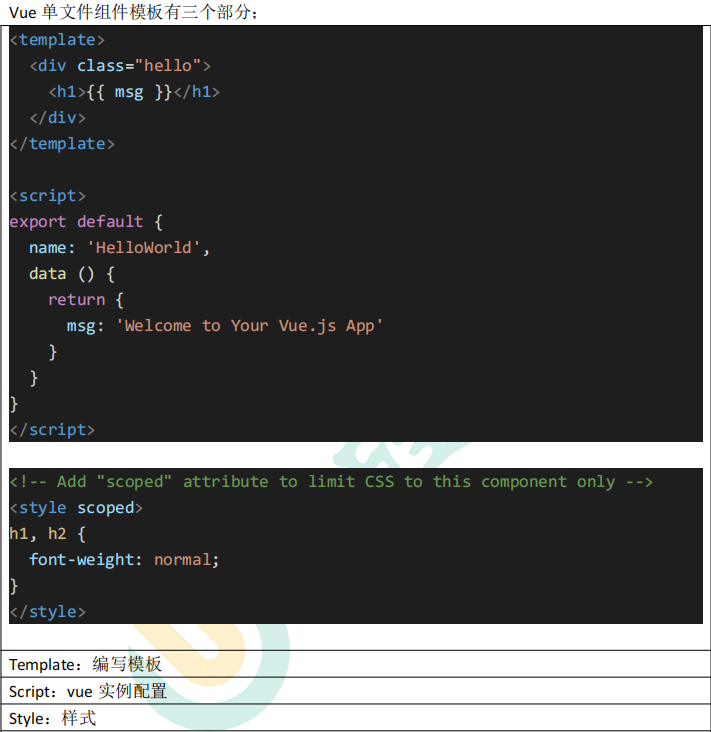 Vue 单文件组件模板有三个部分；
<template>
  <div class="hello">
    <h1>{{ msg }}</h1>
  </div>
</template>

<script>
export default {
  name: 'HelloWorld',
  data () {
    return {
      msg: 'Welcome to Your Vue.js App'
    }
  }
}
</script>

<!-- Add "scoped" attribute to limit CSS to this component only -->
<style scoped>
h1, h2 {
  font-weight: normal;
}
</style>
Template：编写模板
Script：vue 实例配置
Style：样式